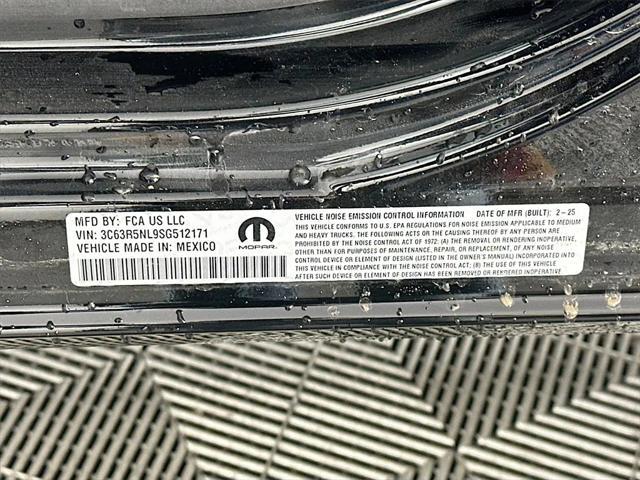 MFD BY: FCA US LLC
VIN: 3C63R5NL9SG512171
VEHICLE MADE IN: MEXICO
MOPAR
VEHICLE NOISE EMISSION CONTROL INFORMATION DATE OF MFR (BUILT): 2-25
THIS VEHICLE CONFORMS TO U.S. EPA REGULATIONS FOR NOISE EMISSION APPLICABLE TO MEDIUM
AND HEAVY TRUCKS. THE FOLLOWING ACTS OR THE CAUSING THEREOF BY ANY PERSON ARE
PROHIBITED BY THE NOISE CONTROL ACT OF 1972: (A) THE REMOVAL OR RENDERING INOPERATIVE,
OTHER THAN FOR PURPOSES OF MAINTENANCE, REPAIR, OR REPLACEMENT, OF ANY NOISE
CONTROL DEVICE OR ELEMENT OF DESIGN (LISTED IN THE OWNER'S MANUAL) INCORPORATED INTO
THIS VEHICLE IN COMPLIANCE WITH THE NOISE CONTROL ACT; (B) THE USE OF THIS VEHICLE
AFTER SUCH DEVICE OR ELEMENT OF DESIGN HAS BEEN REMOVED OR RENDERED INOPERATIVE